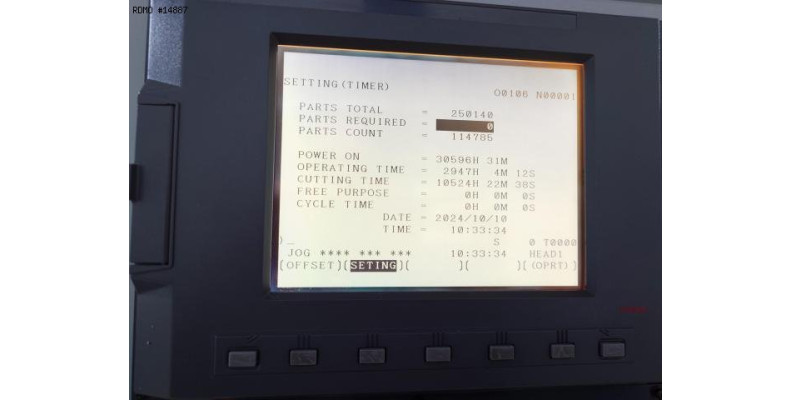 RDMO #14887
SETTING(TIMER)
O0106 N00001
PARTS TOTAL = 250140
PARTS REQUIRED = 0
PARTS COUNT = 114785
POWER ON = 30596H 31M
OPERATING TIME = 2947H 4M 12S
CUTTING TIME = 10524H 22M 38S
FREE PURPOSE = 0H 0M 0S
CYCLE TIME = 0H 0M 0S
DATE = 2024/10/10
TIME = 10:33:34
)_ S 0 T0000
JOG **** *** *** 10:33:34 HEAD1
[OFFSET][SETING][ ][ ][(OPRT)]